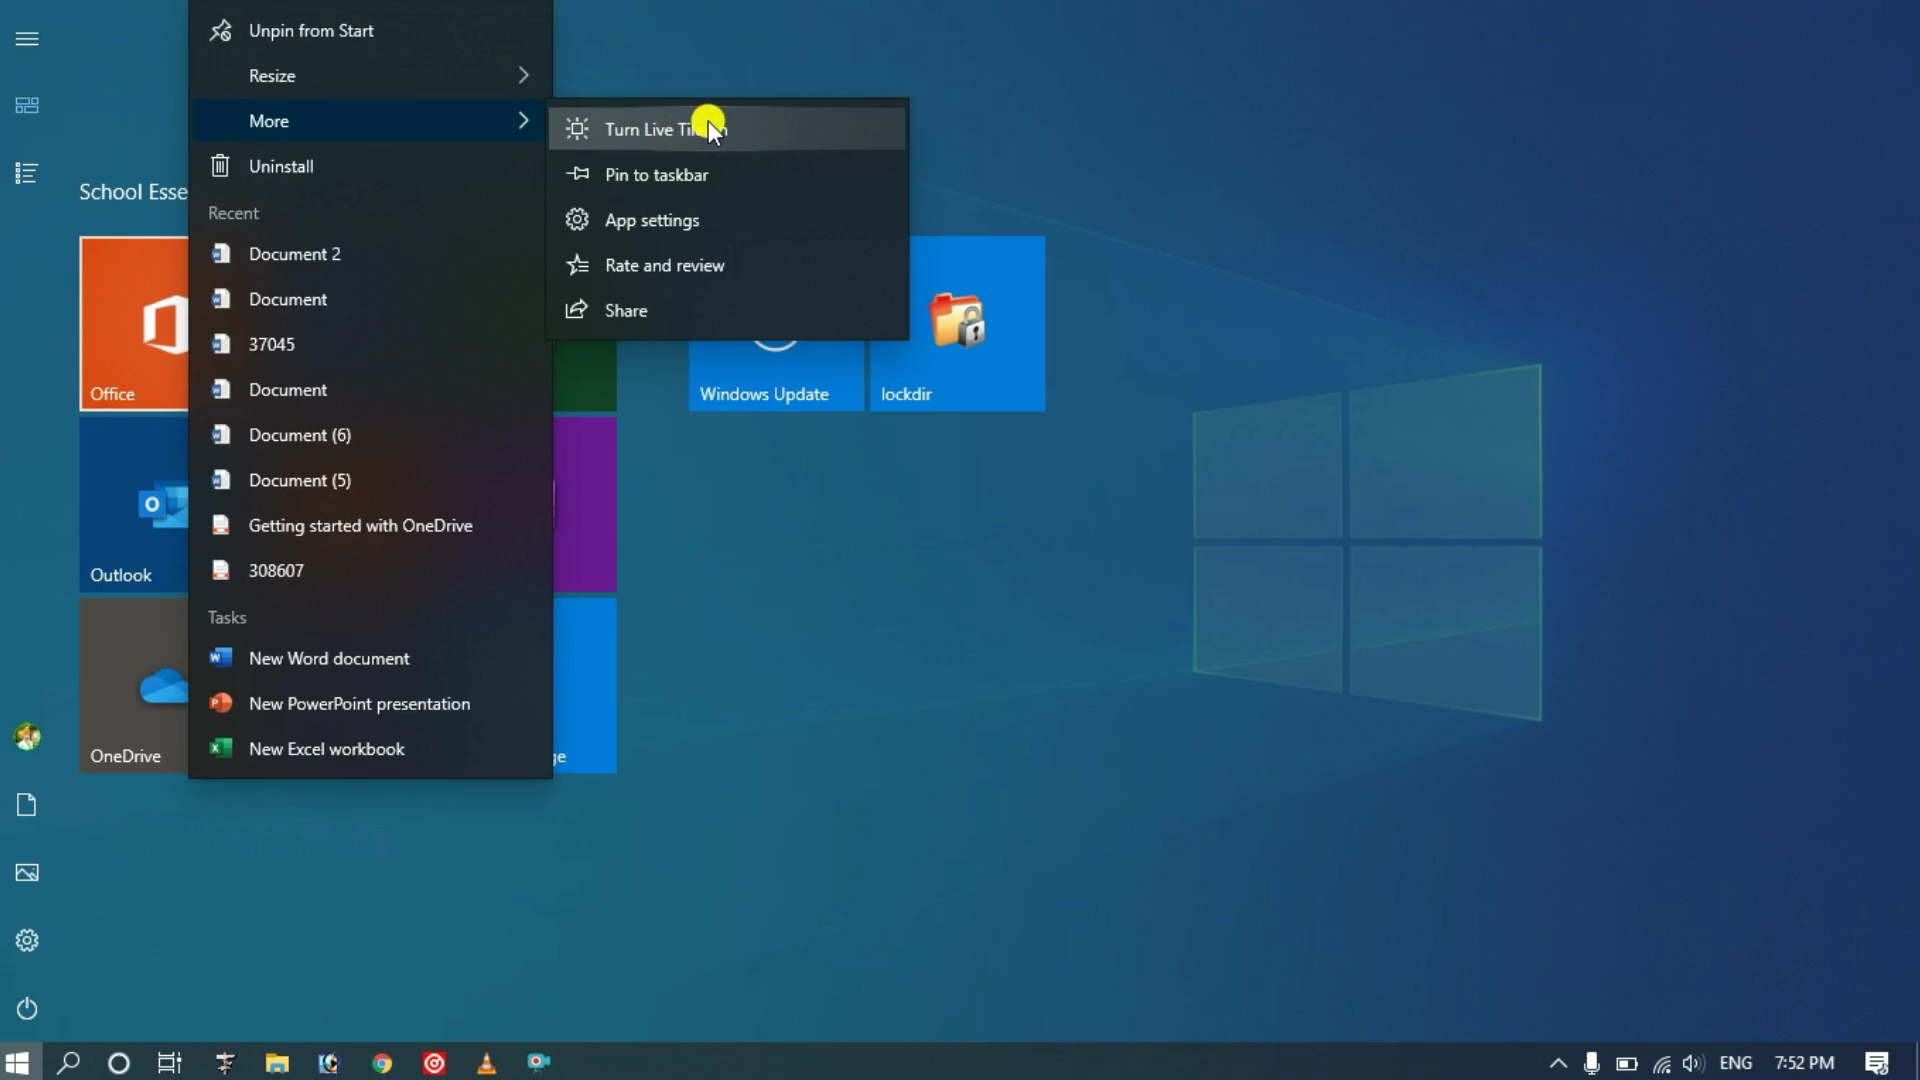 Unpin from Start
Resize
More
Uninstall
Recent
Document 2
Document
37045
Document
Document (6)
Document (5)
Getting started with OneDrive
308607
Tasks
New Word document
New PowerPoint presentation
New Excel workbook
Turn Live
Pin to taskbar
App settings
Rate and review
Share
School
Office
Outlook
OneDrive
Windows Update
lockdir
ENG
7:52 PM